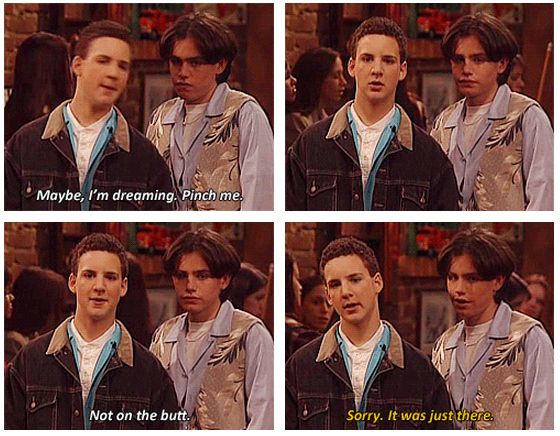 Maybe, I'm dreaming. Pinch me.
Not on the butt.
Sorry. It was just there.